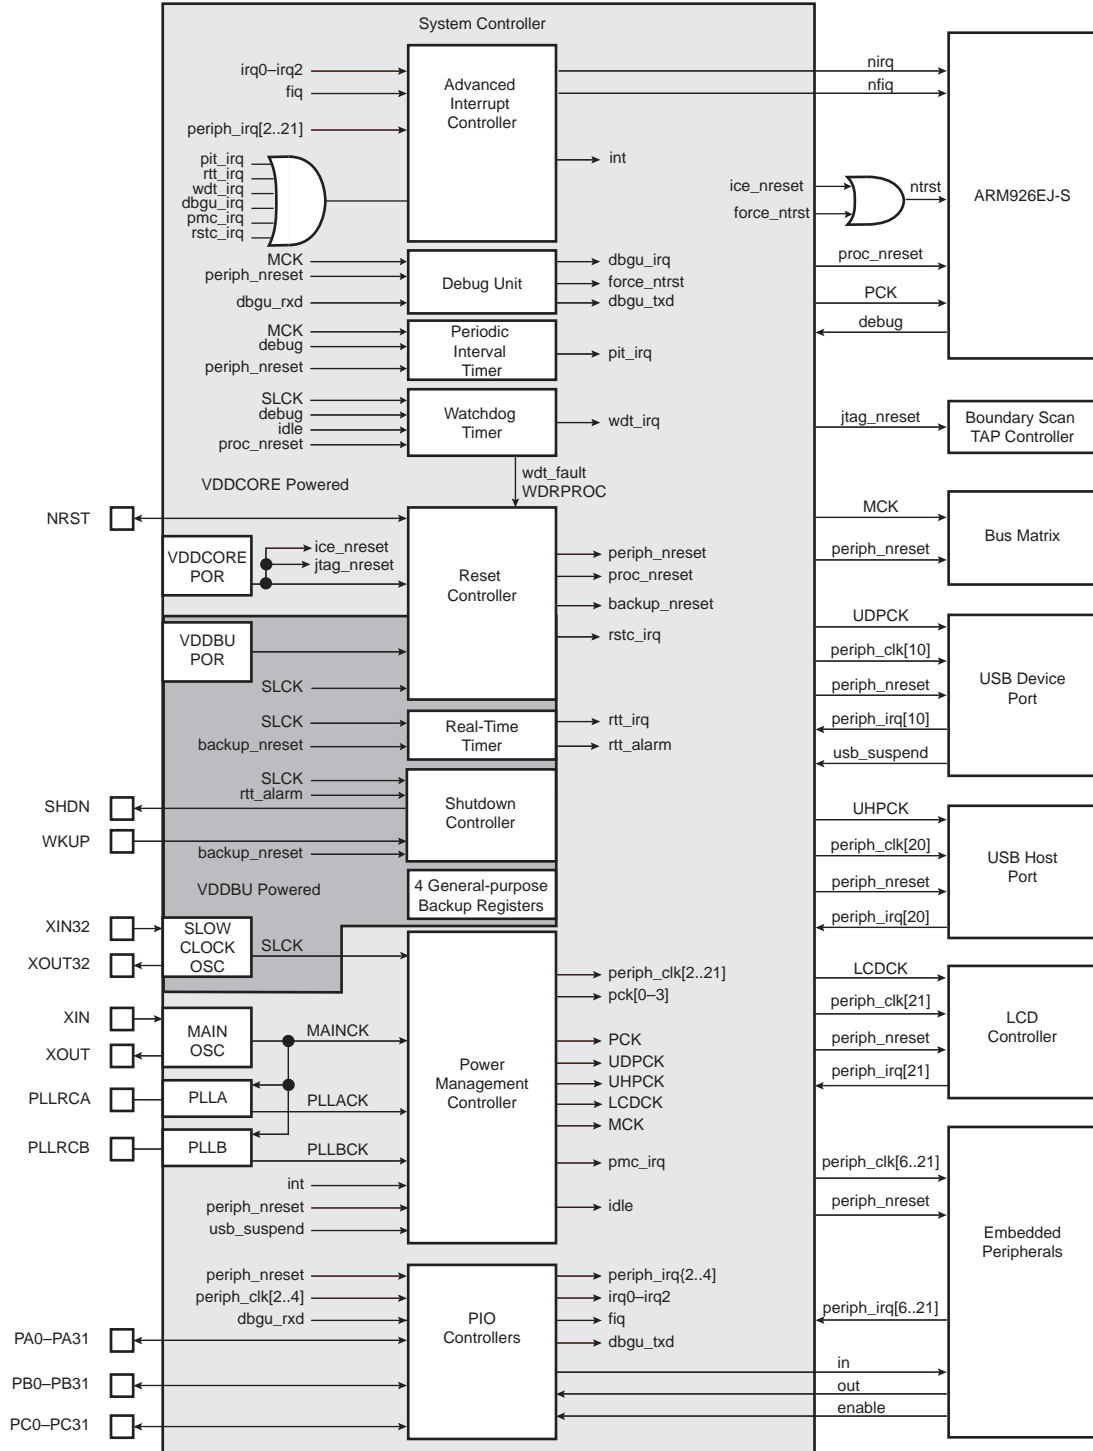 System Controller
irq0–irq2
fiq
periph_irq[2..21]
pit_irq
rtt_irq
wdt_irq
dbgu_irq
pmc_irq
rstc_irq
Advanced
Interrupt
Controller
int
nirq
nfiq
ice_nreset
force_ntrst
ntrst
ARM926EJ-S
proc_nreset
PCK
debug
MCK
periph_nreset
dbgu_rxd
Debug Unit
dbgu_irq
force_ntrst
dbgu_txd
MCK
debug
periph_nreset
Periodic
Interval
Timer
pit_irq
SLCK
debug
idle
proc_nreset
Watchdog
Timer
wdt_irq
jtag_nreset
Boundary Scan
TAP Controller
wdt_fault
WDRPROC
VDDCORE Powered
NRST
VDDCORE
POR
ice_nreset
jtag_nreset
Reset
Controller
periph_nreset
proc_nreset
backup_nreset
rstc_irq
MCK
periph_nreset
Bus Matrix
VDDBU
POR
SLCK
UDPCK
periph_clk[10]
periph_nreset
periph_irq[10]
usb_suspend
USB Device
Port
SLCK
backup_nreset
Real-Time
Timer
rtt_irq
rtt_alarm
SLCK
rtt_alarm
SHDN
WKUP
backup_nreset
Shutdown
Controller
UHPCK
periph_clk[20]
periph_nreset
periph_irq[20]
USB Host
Port
VDDBU Powered
4 General-purpose
Backup Registers
XIN32
XOUT32
SLOW
CLOCK
OSC
SLCK
XIN
XOUT
MAIN
OSC
MAINCK
PLLRCA
PLLA
PLLACK
PLLRCB
PLLB
PLLBCK
int
periph_nreset
usb_suspend
Power
Management
Controller
periph_clk[2..21]
pck[0–3]
PCK
UDPCK
UHPCK
LCDCK
MCK
pmc_irq
idle
LCDCK
periph_clk[21]
periph_nreset
periph_irq[21]
LCD
Controller
periph_clk[6..21]
periph_nreset
periph_irq[6..21]
in
out
enable
Embedded
Peripherals
periph_nreset
periph_clk[2..4]
dbgu_rxd
PA0–PA31
PB0–PB31
PC0–PC31
PIO
Controllers
periph_irq{2..4]
irq0–irq2
fiq
dbgu_txd